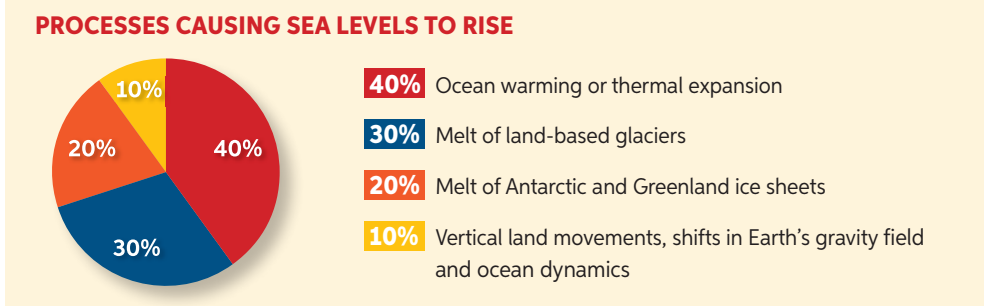 PROCESSES CAUSING SEA LEVELS TO RISE
10%
20%
40%
30%
40% Ocean warming or thermal expansion
30% Melt of land-based glaciers
20% Melt of Antarctic and Greenland ice sheets
10% Vertical land movements, shifts in Earth’s gravity field
and ocean dynamics